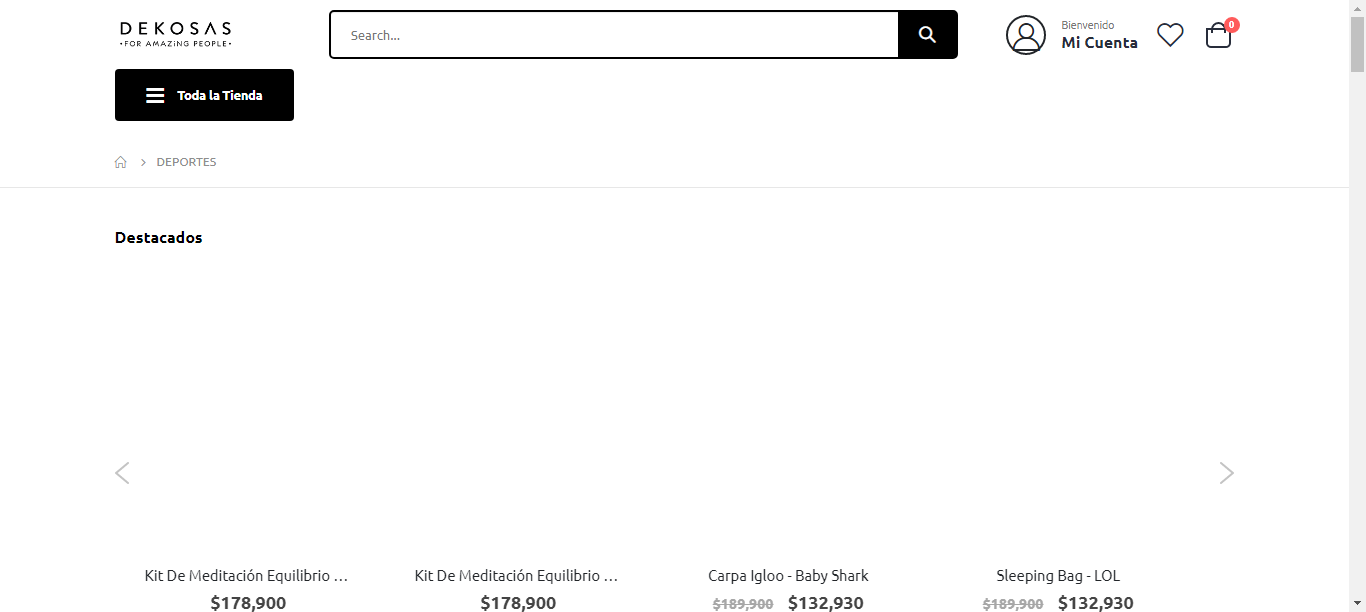 DEKOSAS
•FOR AMAZING PEOPLE•
Search...
Bienvenido
Mi Cuenta
0
Toda la Tienda
DEPORTES
Destacados
Kit De Meditación Equilibrio ...
$178,900
Kit De Meditación Equilibrio ...
$178,900
Carpa Igloo - Baby Shark
$189,900 $132,930
Sleeping Bag - LOL
$189,900 $132,930